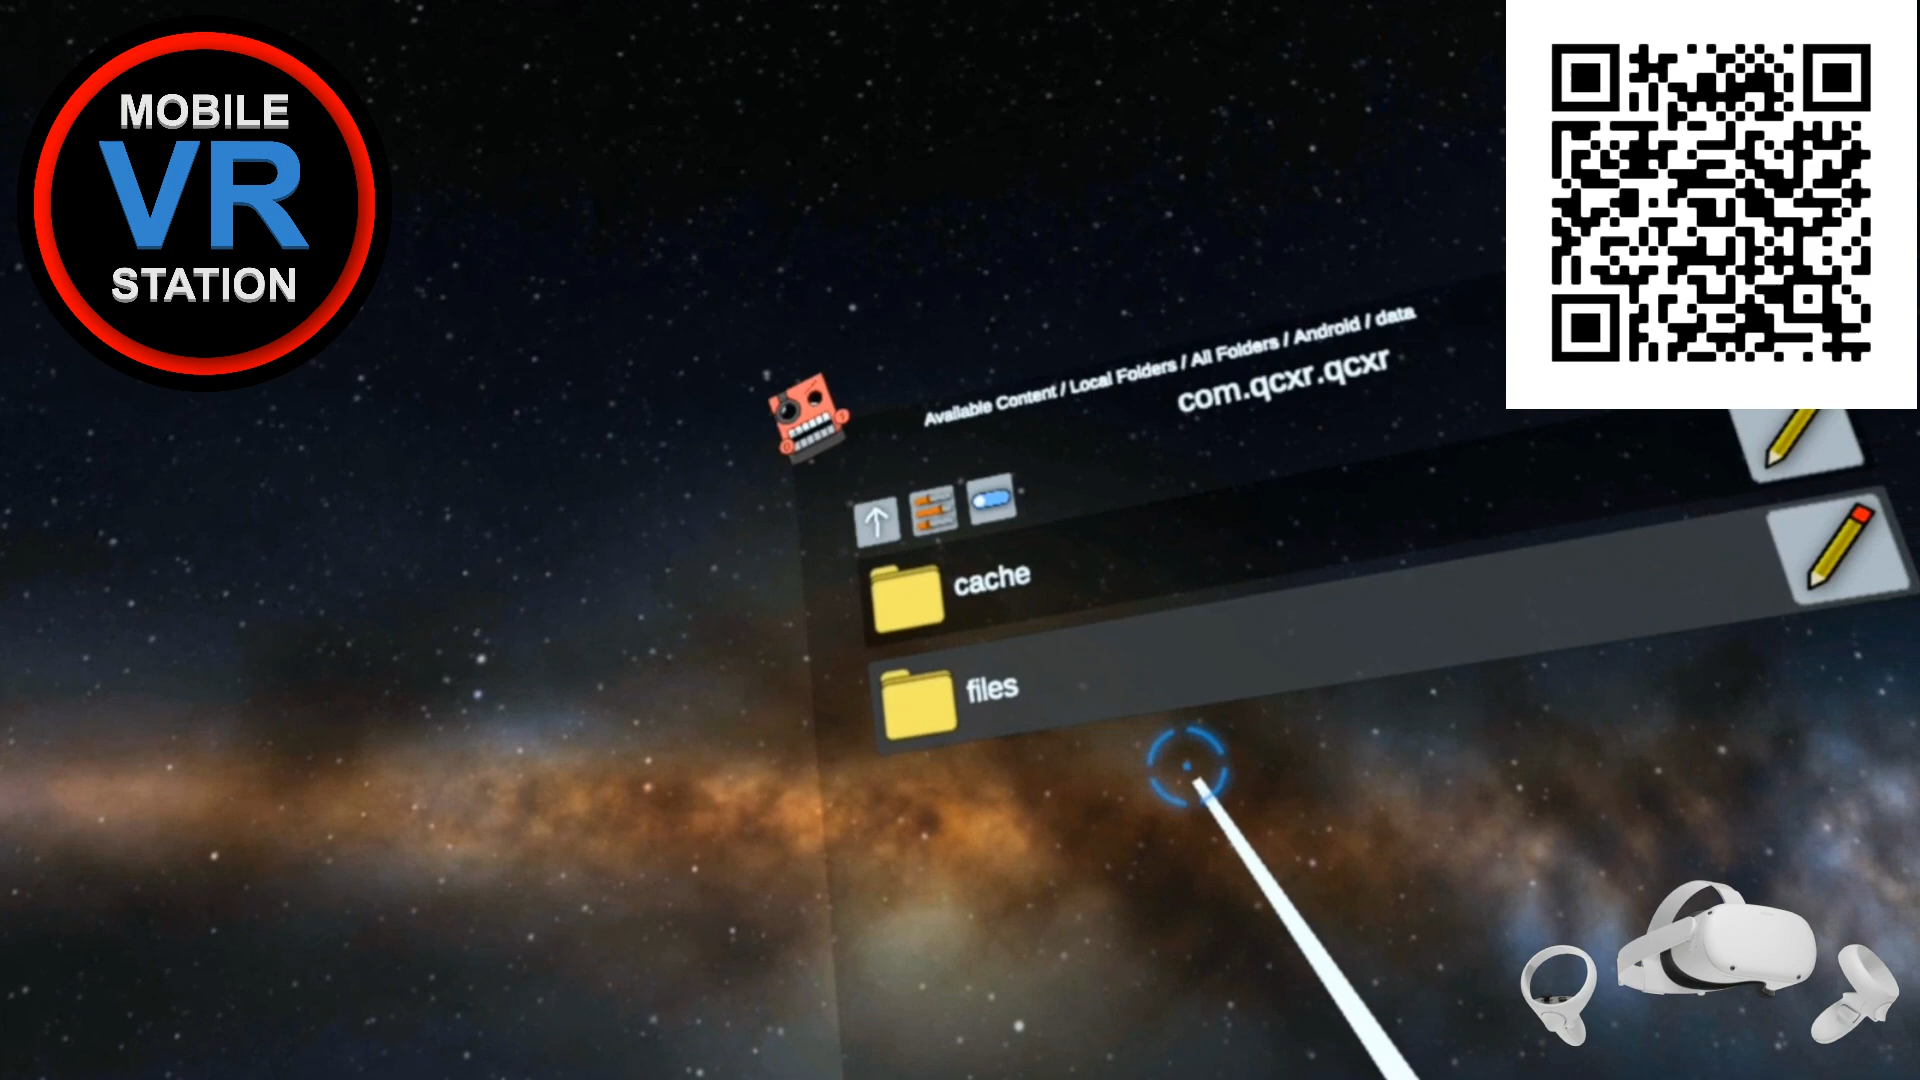 MOBILE
VR
STATION
Available Content / Local Folders / All Folders / Android / data
com.qcxr.qcxr
cache
files